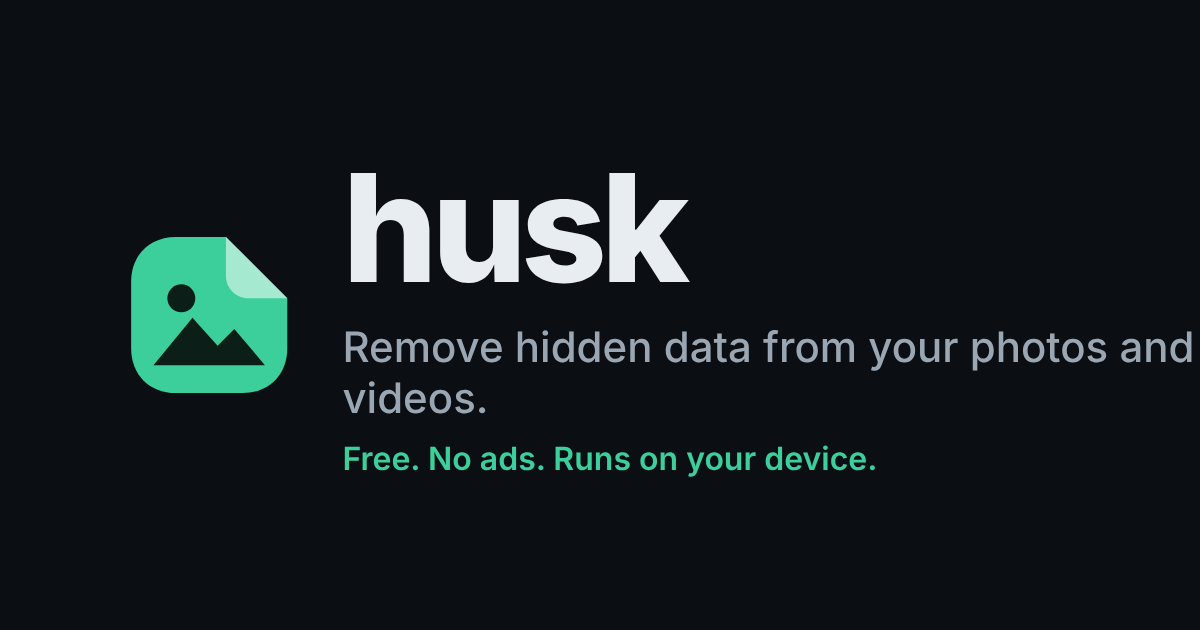 husk
Remove hidden data from your photos and
videos.
Free. No ads. Runs on your device.